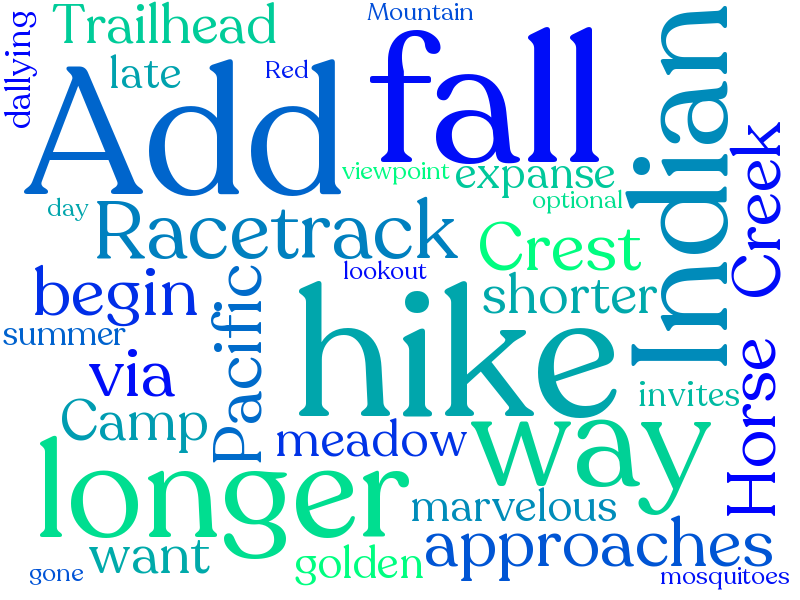 Mountain
Trailhead
dallying
late
Red
fall
Add
Indian
viewpoint
expanse
Creek
day
optional
Racetrack
Crest
lookout
begin
shorter
Pacific
summer
hike
via
Horse
invites
Camp
meadow
way
longer
marvelous
want
approaches
golden
gone
mosquitoes